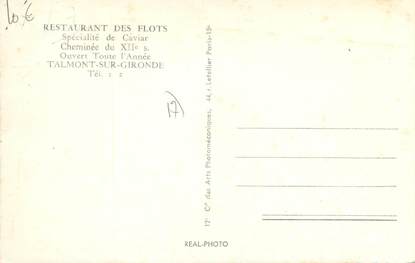 10€
RESTAURANT DES FLOTS
Spécialité de Caviar
Cheminée du XIIe s.
Ouvert Toute l'Année
TALMONT-SUR-GIRONDE
Tél. : 2
17
Cie des Arts Photomécaniques, 44, r. Letellier Paris-15e
REAL-PHOTO